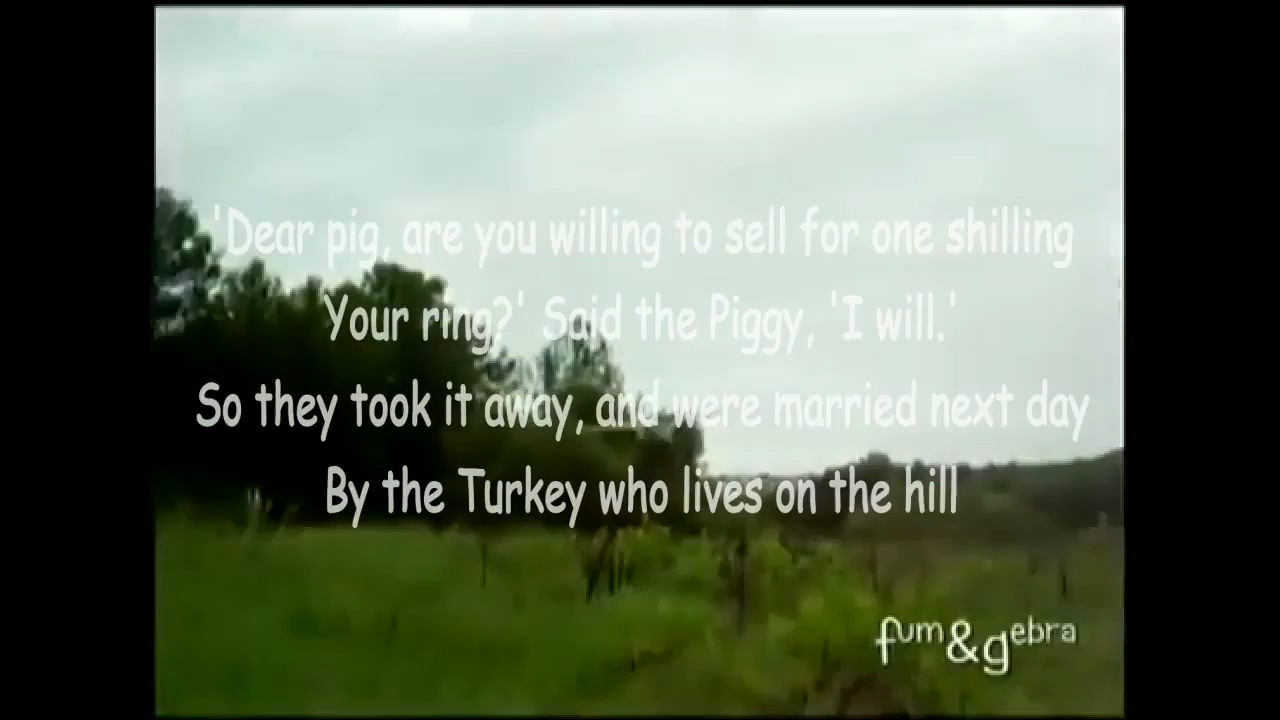 'Dear pig, are you willing to sell for one shilling
Your ring?' Said the Piggy, 'I will.'
So they took it away, and were married next day
By the Turkey who lives on the hill
fum&gebra